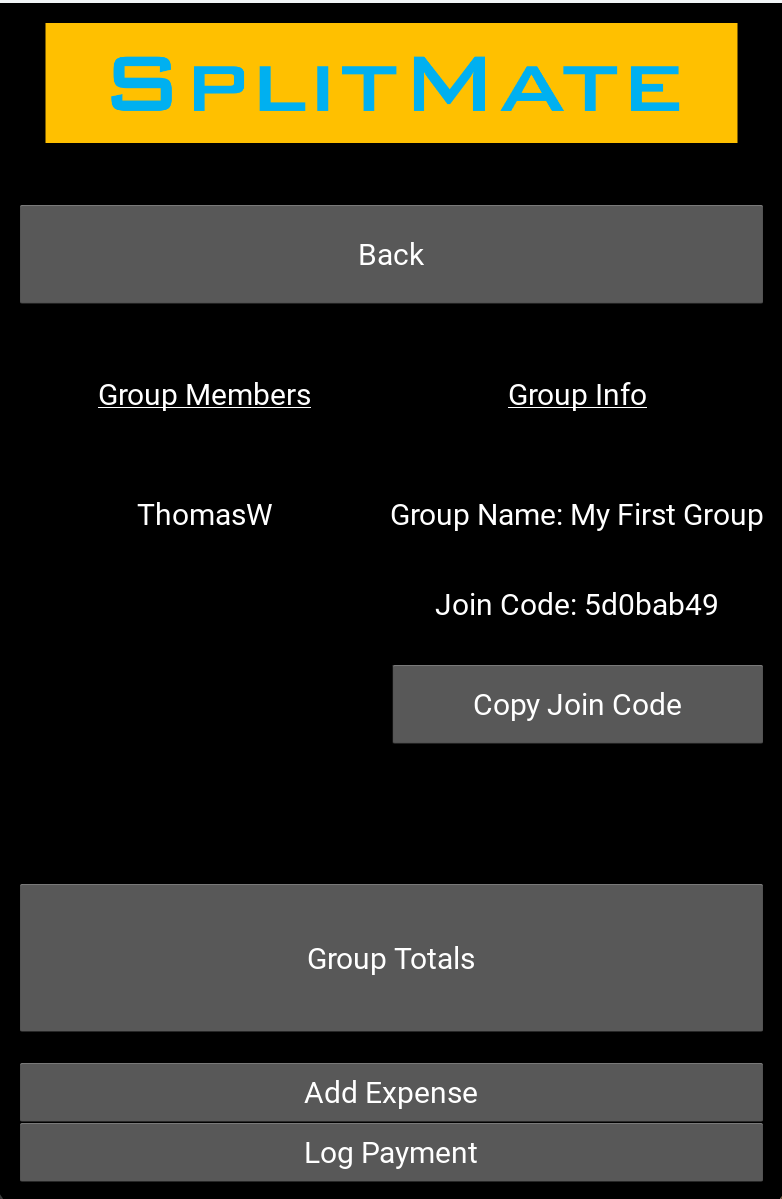 SPLITMATE
Back
Group Members
Group Info
ThomasW
Group Name: My First Group
Join Code: 5d0bab49
Copy Join Code
Group Totals
Add Expense
Log Payment